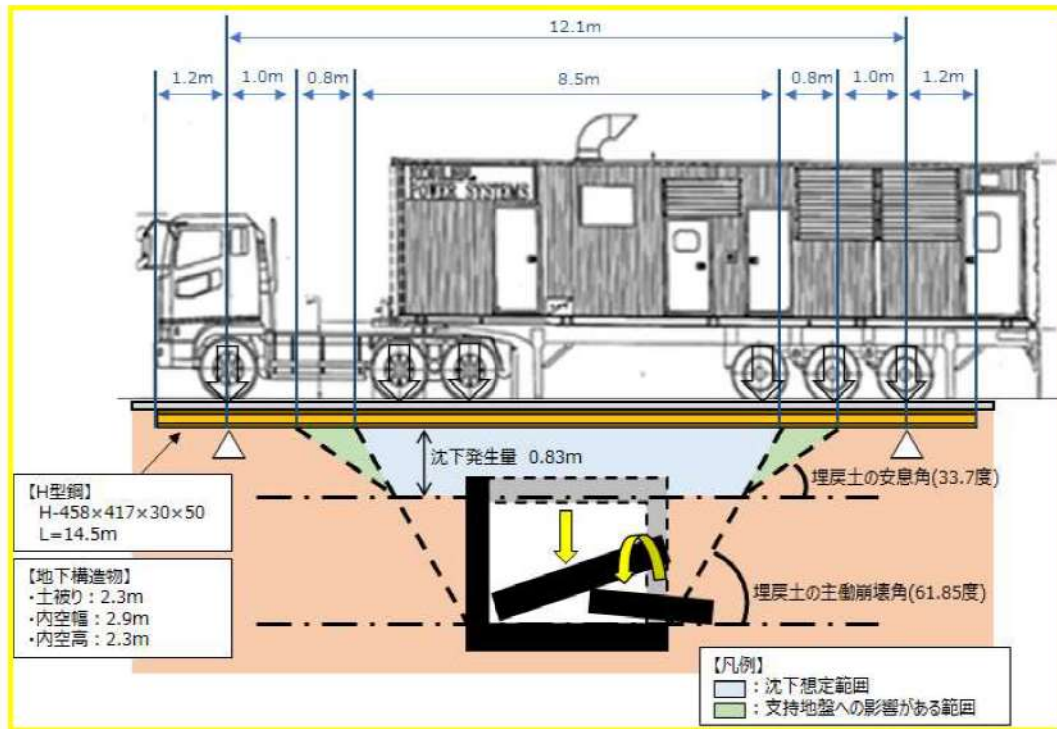 12.1m
1.2m
1.0m
0.8m
8.5m
0.8m
1.0m
1.2m
POWER SYSTEMS
沈下発生量 0.83m
埋戻土の安息角(33.7度)
【H型鋼】
H-458×417×30×50
L=14.5m
【地下構造物】
・土被り：2.3m
・内空幅：2.9m
・内空高：2.3m
埋戻土の主働崩壊角(61.85度)
【凡例】
：沈下想定範囲
：支持地盤への影響がある範囲